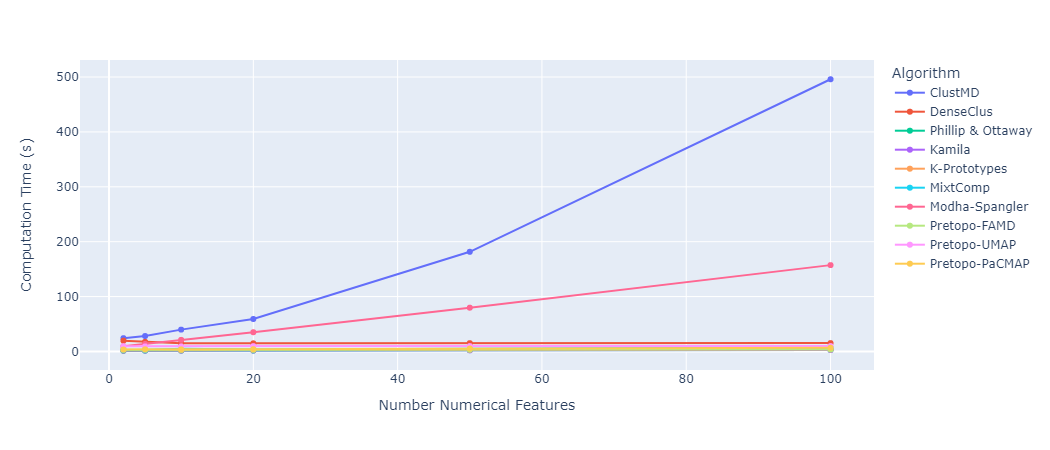 500
400
300
200
100
0
Computation Time (s)
0 20 40 60 80 100
Number Numerical Features
Algorithm
ClustMD
DenseClus
Phillip & Ottaway
Kamila
K-Prototypes
MixtComp
Modha-Spangler
Pretopo-FAMD
Pretopo-UMAP
Pretopo-PaCMAP